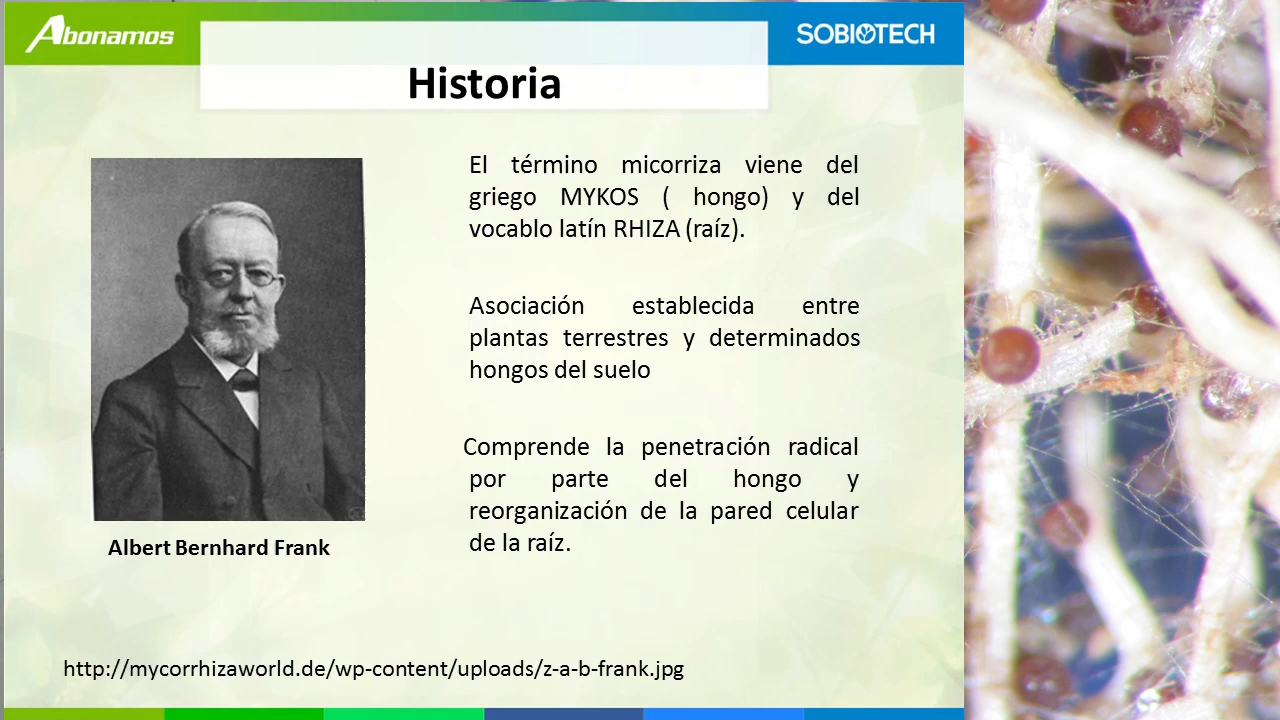 Abonamos
SOBIOTECH
Historia
El término micorriza viene del
griego MYKOS ( hongo) y del
vocablo latín RHIZA (raíz).
Asociación establecida entre
plantas terrestres y determinados
hongos del suelo
Comprende la penetración radical
por parte del hongo y
reorganización de la pared celular
de la raíz.
Albert Bernhard Frank
http://mycorrhizaworld.de/wp-content/uploads/z-a-b-frank.jpg